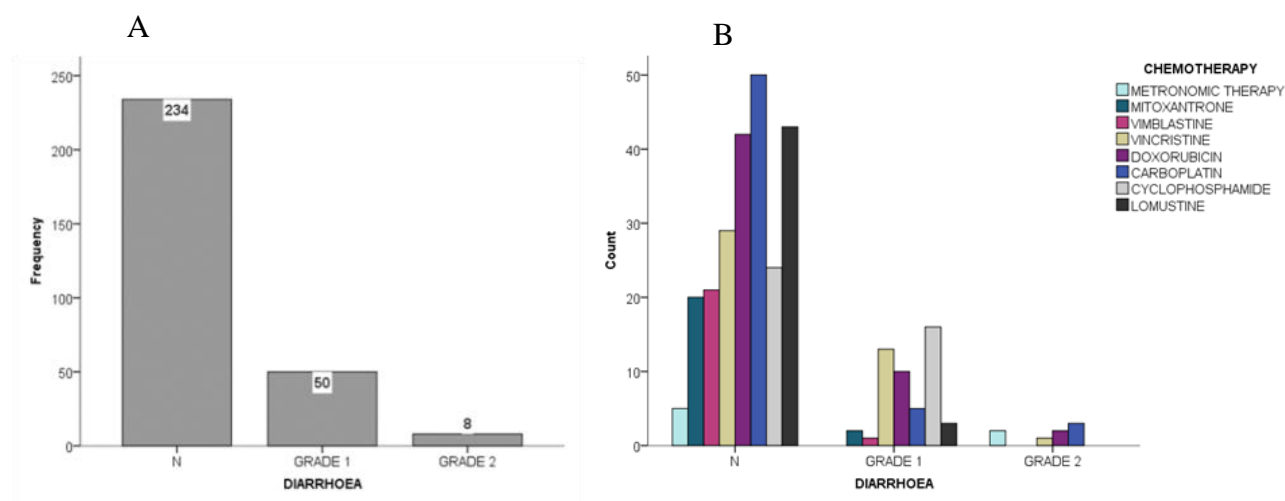 A
B
250
200
150
100
50
0
Frequency
234
50
8
N
GRADE 1
GRADE 2
DIARRHOEA
50
40
30
20
10
0
Count
N
GRADE 1
GRADE 2
DIARRHOEA
CHEMOTHERAPY
METRONOMIC THERAPY
MITOXANTRONE
VIMBLASTINE
VINCRISTINE
DOXORUBICIN
CARBOPLATIN
CYCLOPHOSPHAMIDE
LOMUSTINE